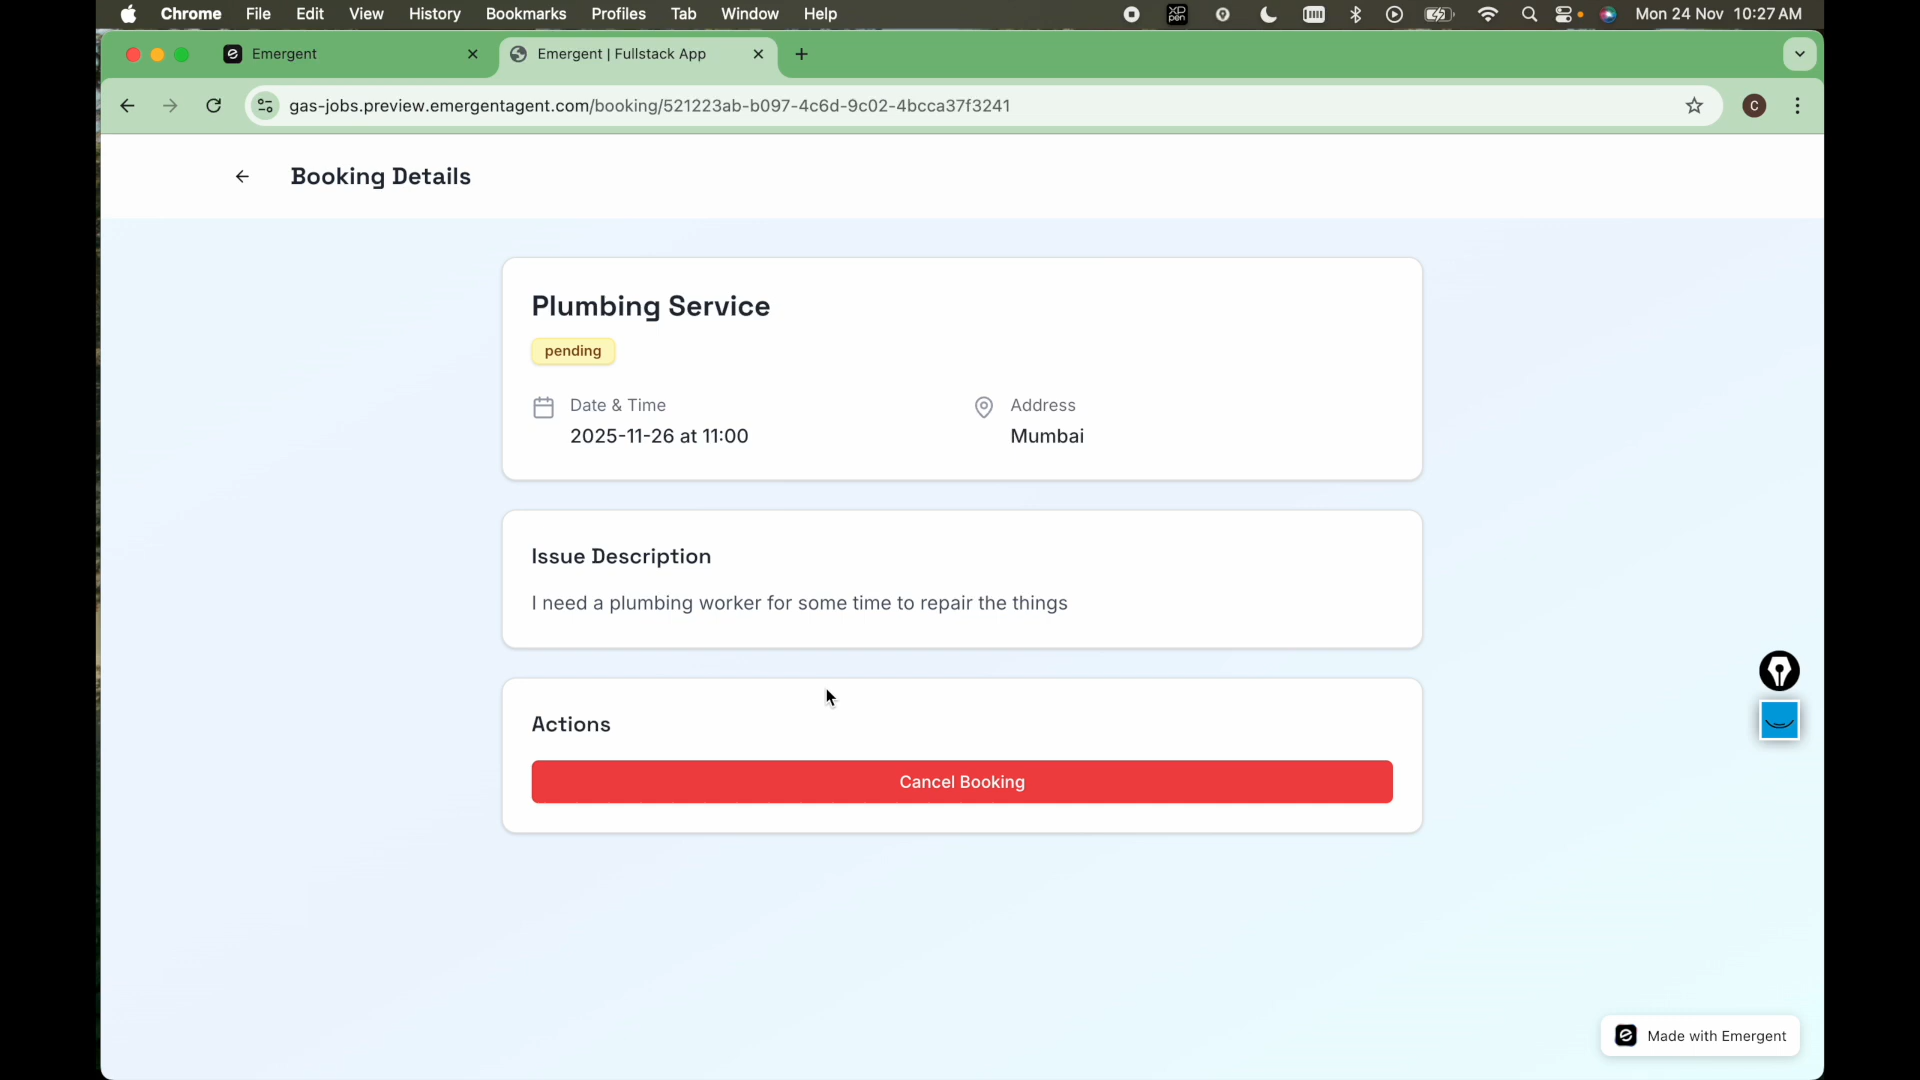 Chrome File Edit View History Bookmarks Profiles Tab Window Help Mon 24 Nov 10:27 AM
Emergent Emergent | Fullstack App
gas-jobs.preview.emergentagent.com/booking/521223ab-b097-4c6d-9c02-4bcca37f3241 C
Booking Details
Plumbing Service
pending
Date & Time
2025-11-26 at 11:00
Address
Mumbai
Issue Description
I need a plumbing worker for some time to repair the things
Actions
Cancel Booking
Made with Emergent